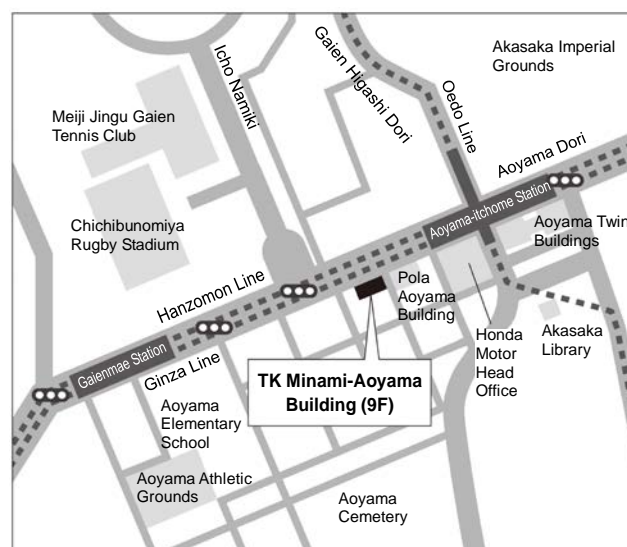 Akasaka Imperial
Grounds
Icho Namiki
Gaien Higashi Dori
Oedo Line
Meiji Jingu Gaien
Tennis Club
Aoyama Dori
Chichibunomiya
Rugby Stadium
Aoyama-itchome Station
Aoyama Twin
Buildings
Hanzomon Line
Pola
Aoyama
Building
Honda
Motor
Head
Office
Akasaka
Library
Gaienmae Station
Ginza Line
TK Minami-Aoyama
Building (9F)
Aoyama
Elementary
School
Aoyama Athletic
Grounds
Aoyama
Cemetery